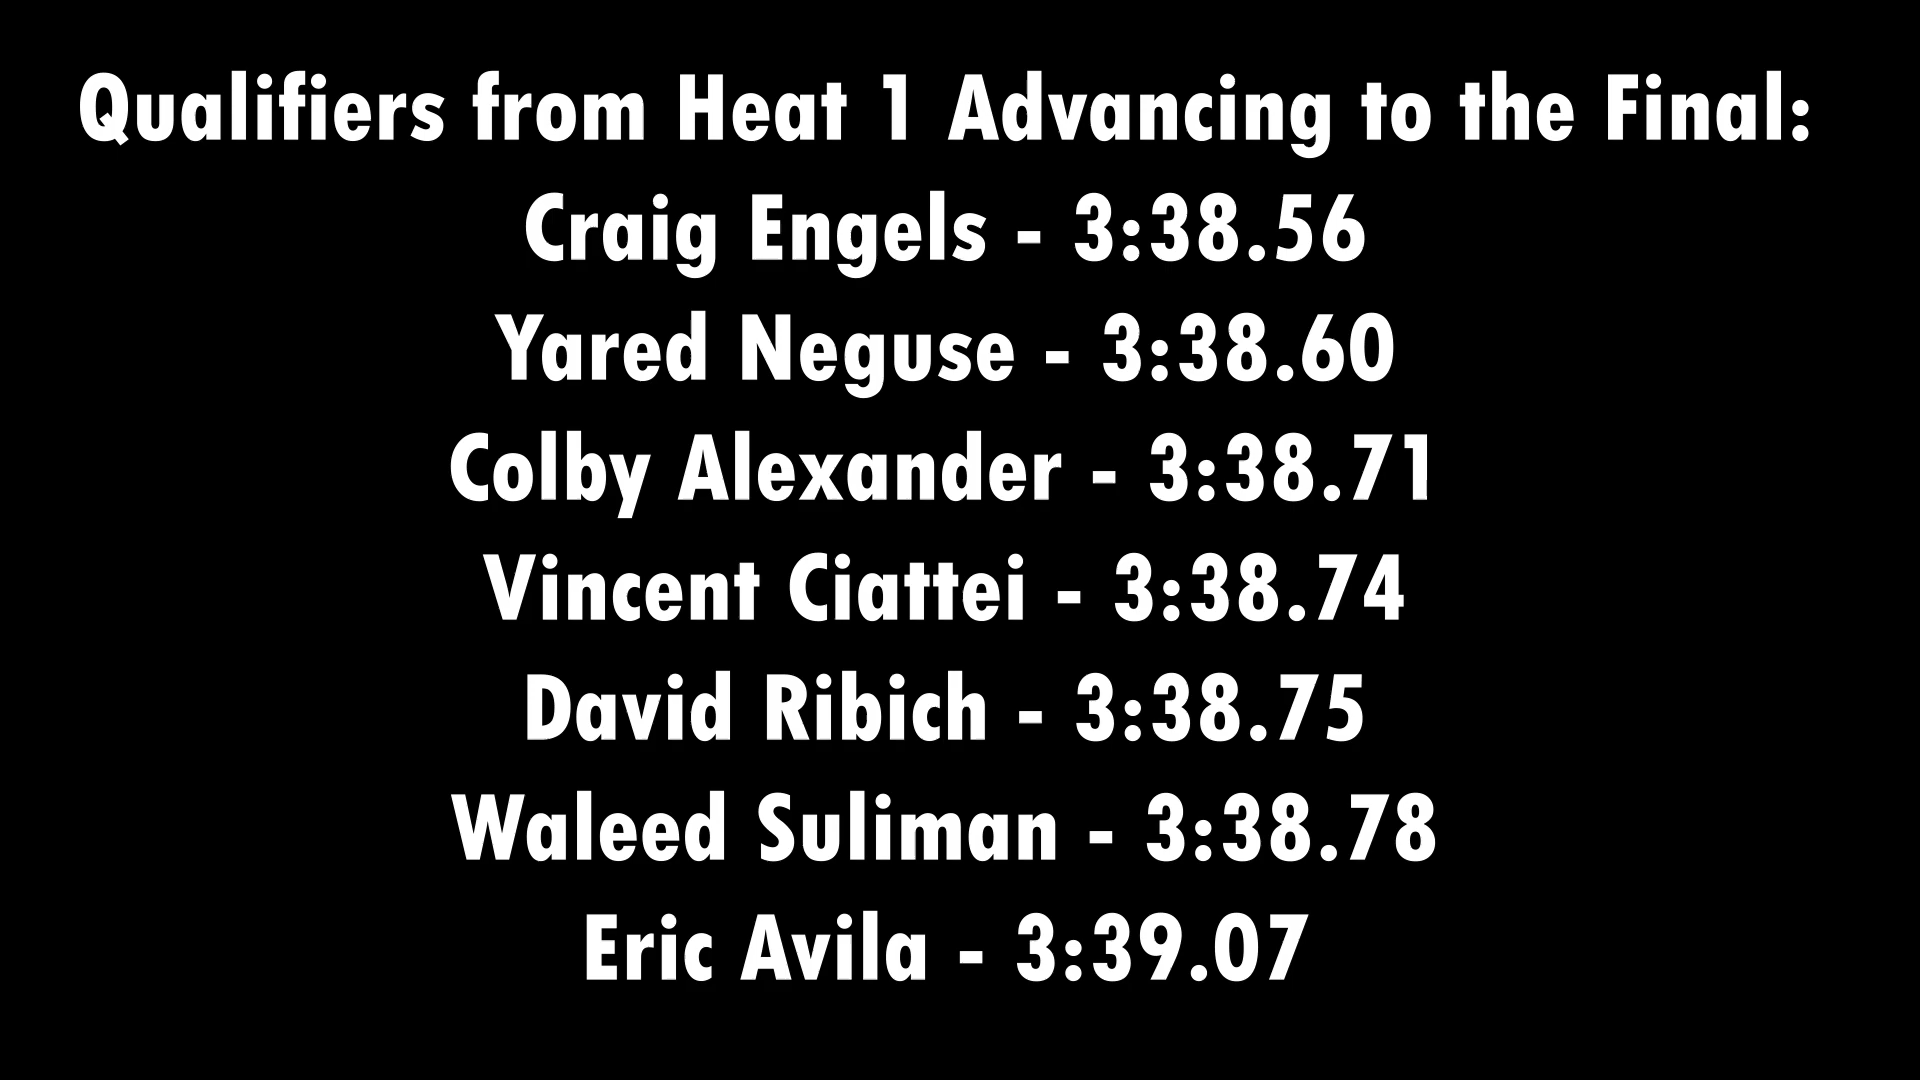 Qualifiers from Heat 1 Advancing to the Final:
Craig Engels - 3:38.56
Yared Neguse - 3:38.60
Colby Alexander - 3:38.71
Vincent Ciattei - 3:38.74
David Ribich - 3:38.75
Waleed Suliman - 3:38.78
Eric Avila - 3:39.07